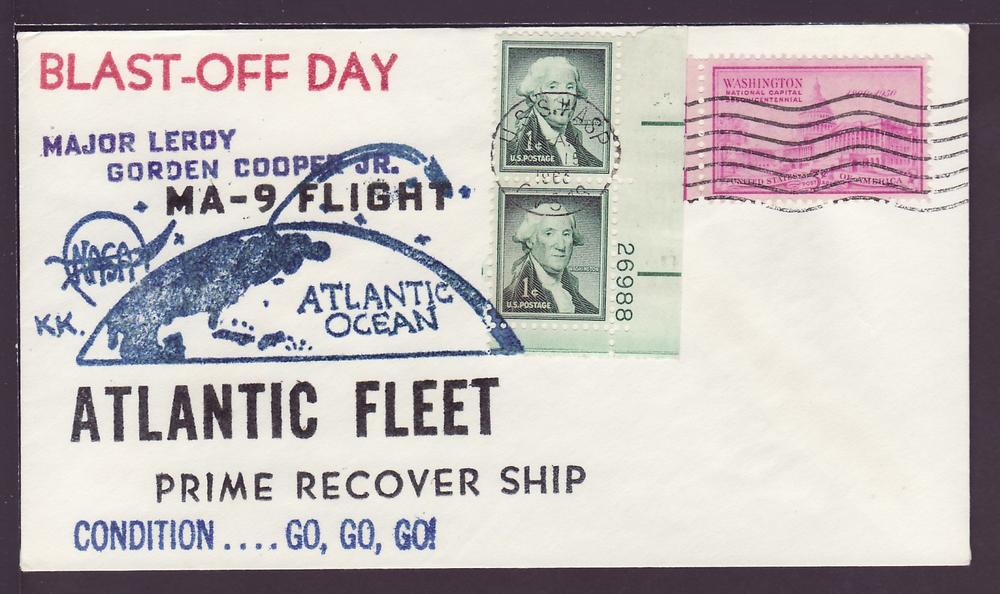 BLAST-OFF DAY
MAJOR LEROY
GORDEN COOPER JR.
MA-9 FLIGHT
NASA
KK.
ATLANTIC
OCEAN
ATLANTIC FLEET
PRIME RECOVER SHIP
CONDITION....GO, GO, GO!
1¢
U.S. POSTAGE
U.S.S. WASP
WASHINGTON
1¢
U.S. POSTAGE
26988
WASHINGTON
NATIONAL CAPITAL
SESQUICENTENNIAL
1800-1950
UNITED STATES
OF AMERICA